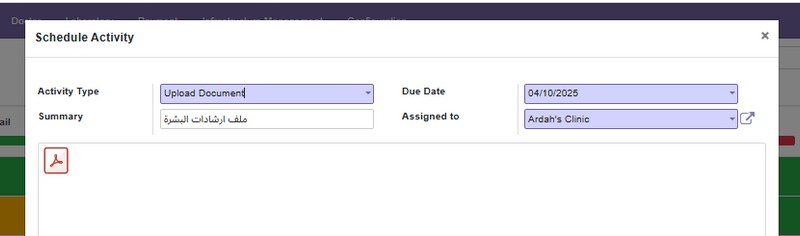 Schedule Activity
×
Activity Type
Upload Document
Due Date
04/10/2025
Summary
ملف ارشادات البشرة
Assigned to
Ardah's Clinic
ail